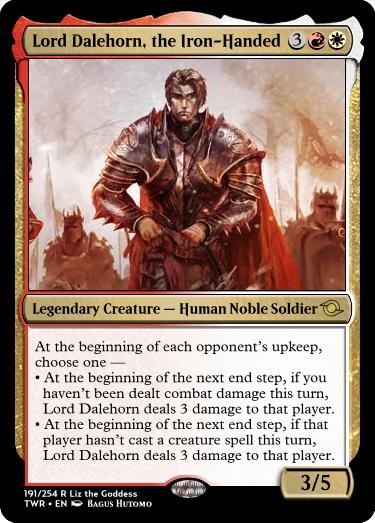 Lord Dalehorn, the Iron-Handed 3
Legendary Creature — Human Noble Soldier
At the beginning of each opponent's upkeep,
choose one —
• At the beginning of the next end step, if you
haven't been dealt combat damage this turn,
Lord Dalehorn deals 3 damage to that player.
• At the beginning of the next end step, if that
player hasn't cast a creature spell this turn,
Lord Dalehorn deals 3 damage to that player.
3/5
191/254 R Liz the Goddess
TWR • EN Bagus Hutomo